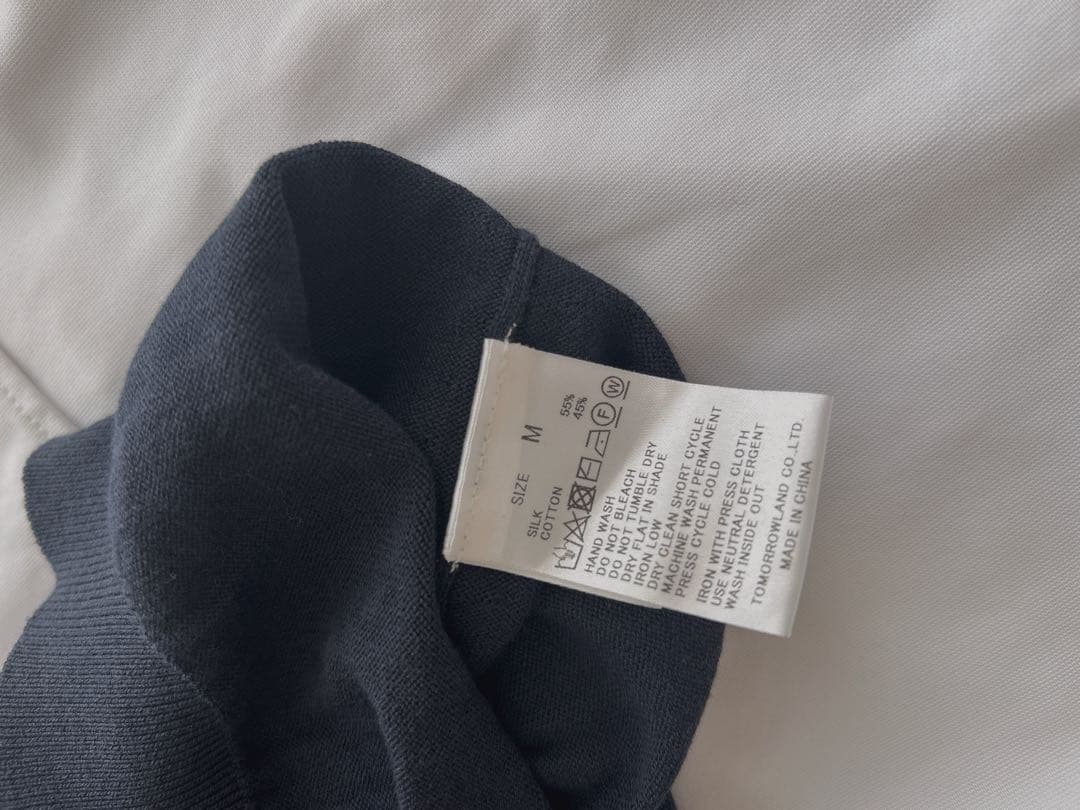 SIZE M
SILK 55%
COTTON 45%
F W
HAND WASH
DO NOT BLEACH
DO NOT TUMBLE DRY
DRY FLAT IN SHADE
IRON LOW
DRY CLEAN SHORT CYCLE
MACHINE WASH PERMANENT
PRESS CYCLE COLD
IRON WITH PRESS CLOTH
USE NEUTRAL DETERGENT
WASH INSIDE OUT
TOMORROWLAND CO.,LTD.
MADE IN CHINA